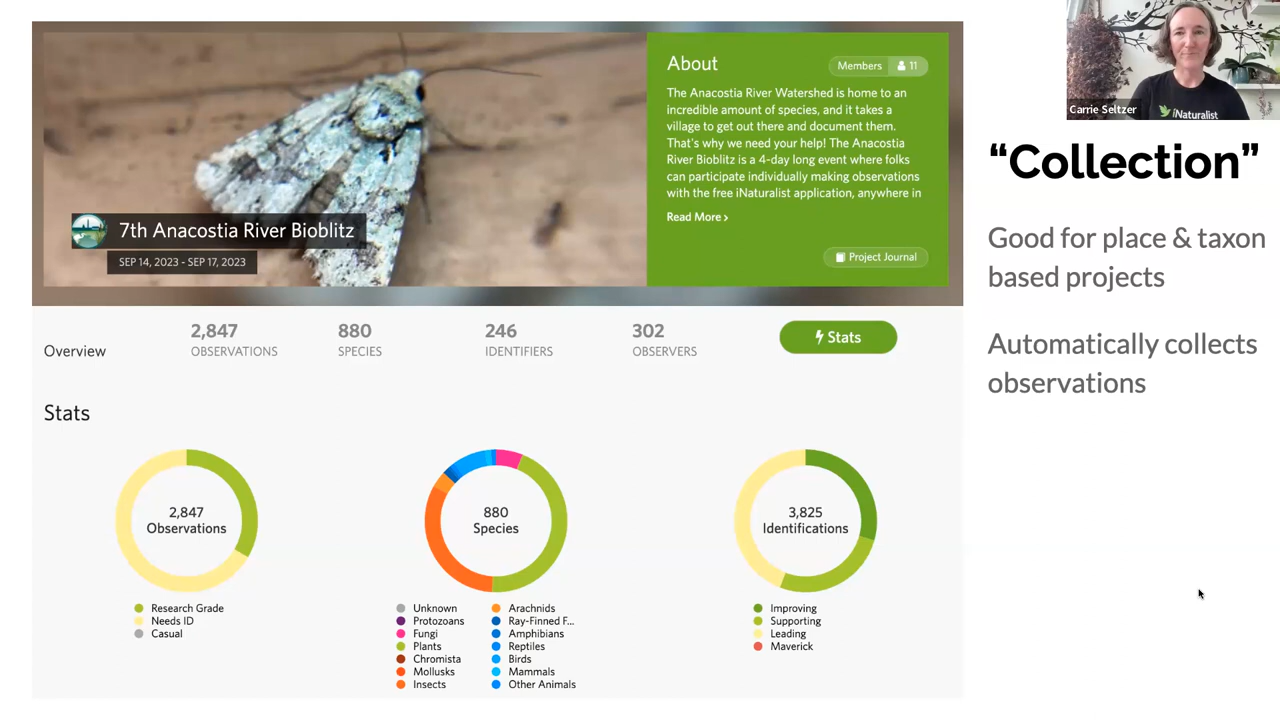 About
Members 11
The Anacostia River Watershed is home to an
incredible amount of species, and it takes a
village to get out there and document them.
That's why we need your help! The Anacostia
River Bioblitz is a 4-day long event where folks
can participate individually making observations
with the free iNaturalist application, anywhere in
Read More ›
Project Journal
7th Anacostia River Bioblitz
SEP 14, 2023 - SEP 17, 2023
Carrie Seltzer
iNaturalist
“Collection”
Good for place & taxon
based projects
Automatically collects
observations
Overview
2,847
OBSERVATIONS
880
SPECIES
246
IDENTIFIERS
302
OBSERVERS
Stats
Stats
2,847
Observations
Research Grade
Needs ID
Casual
880
Species
Unknown
Protozoans
Fungi
Plants
Chromista
Mollusks
Insects
Arachnids
Ray-Finned F...
Amphibians
Reptiles
Birds
Mammals
Other Animals
3,825
Identifications
Improving
Supporting
Leading
Maverick